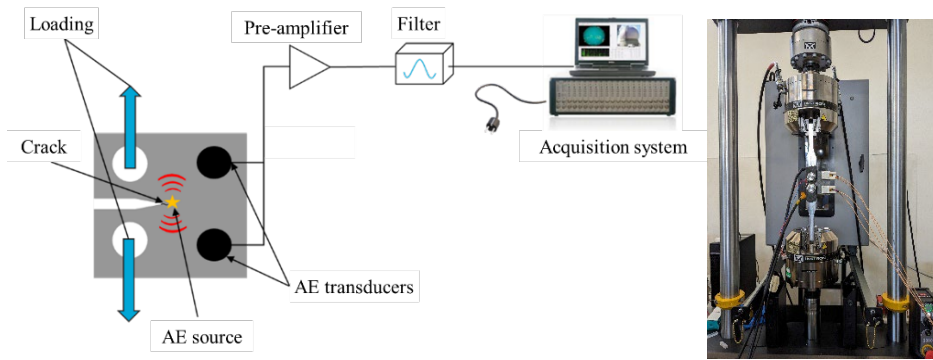 Loading
Pre-amplifier
Filter
Crack
Acquisition system
AE transducers
AE source